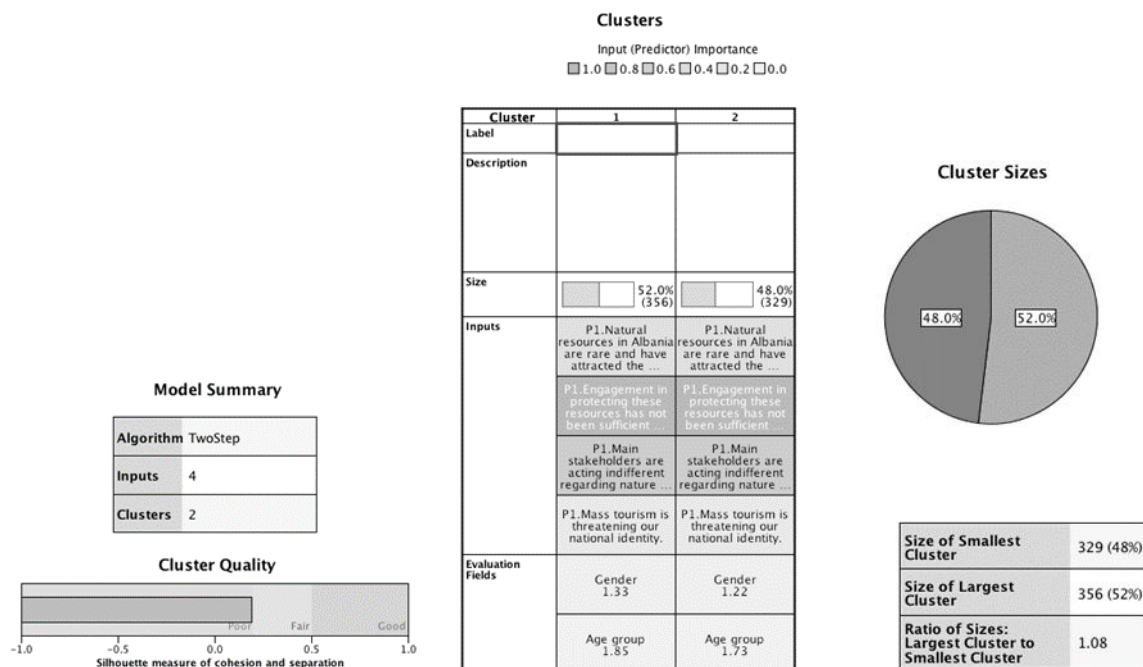 Clusters
Input (Predictor) Importance
1.0 0.8 0.6 0.4 0.2 0.0
Cluster 1 2
Label
Description
Size
52.0%
(356)
48.0%
(329)
Inputs
P1.Natural
resources in Albania
are rare and have
attracted the ...
P1.Natural
resources in Albania
are rare and have
attracted the ...
P1.Engagement in
protecting these
resources has not
been sufficient ...
P1.Engagement in
protecting these
resources has not
been sufficient ...
P1.Main
stakeholders are
acting indifferent
regarding nature ...
P1.Main
stakeholders are
acting indifferent
regarding nature ...
P1.Mass tourism is
threatening our
national identity.
P1.Mass tourism is
threatening our
national identity.
Evaluation
Fields
Gender
1.33
Gender
1.22
Age group
1.85
Age group
1.73
Model Summary
Algorithm TwoStep
Inputs 4
Clusters 2
Cluster Quality
Poor Fair Good
-1.0 -0.5 0.0 0.5 1.0
Silhouette measure of cohesion and separation
Cluster Sizes
48.0% 52.0%
Size of Smallest
Cluster
329 (48%)
Size of Largest
Cluster
356 (52%)
Ratio of Sizes:
Largest Cluster to
Smallest Cluster
1.08